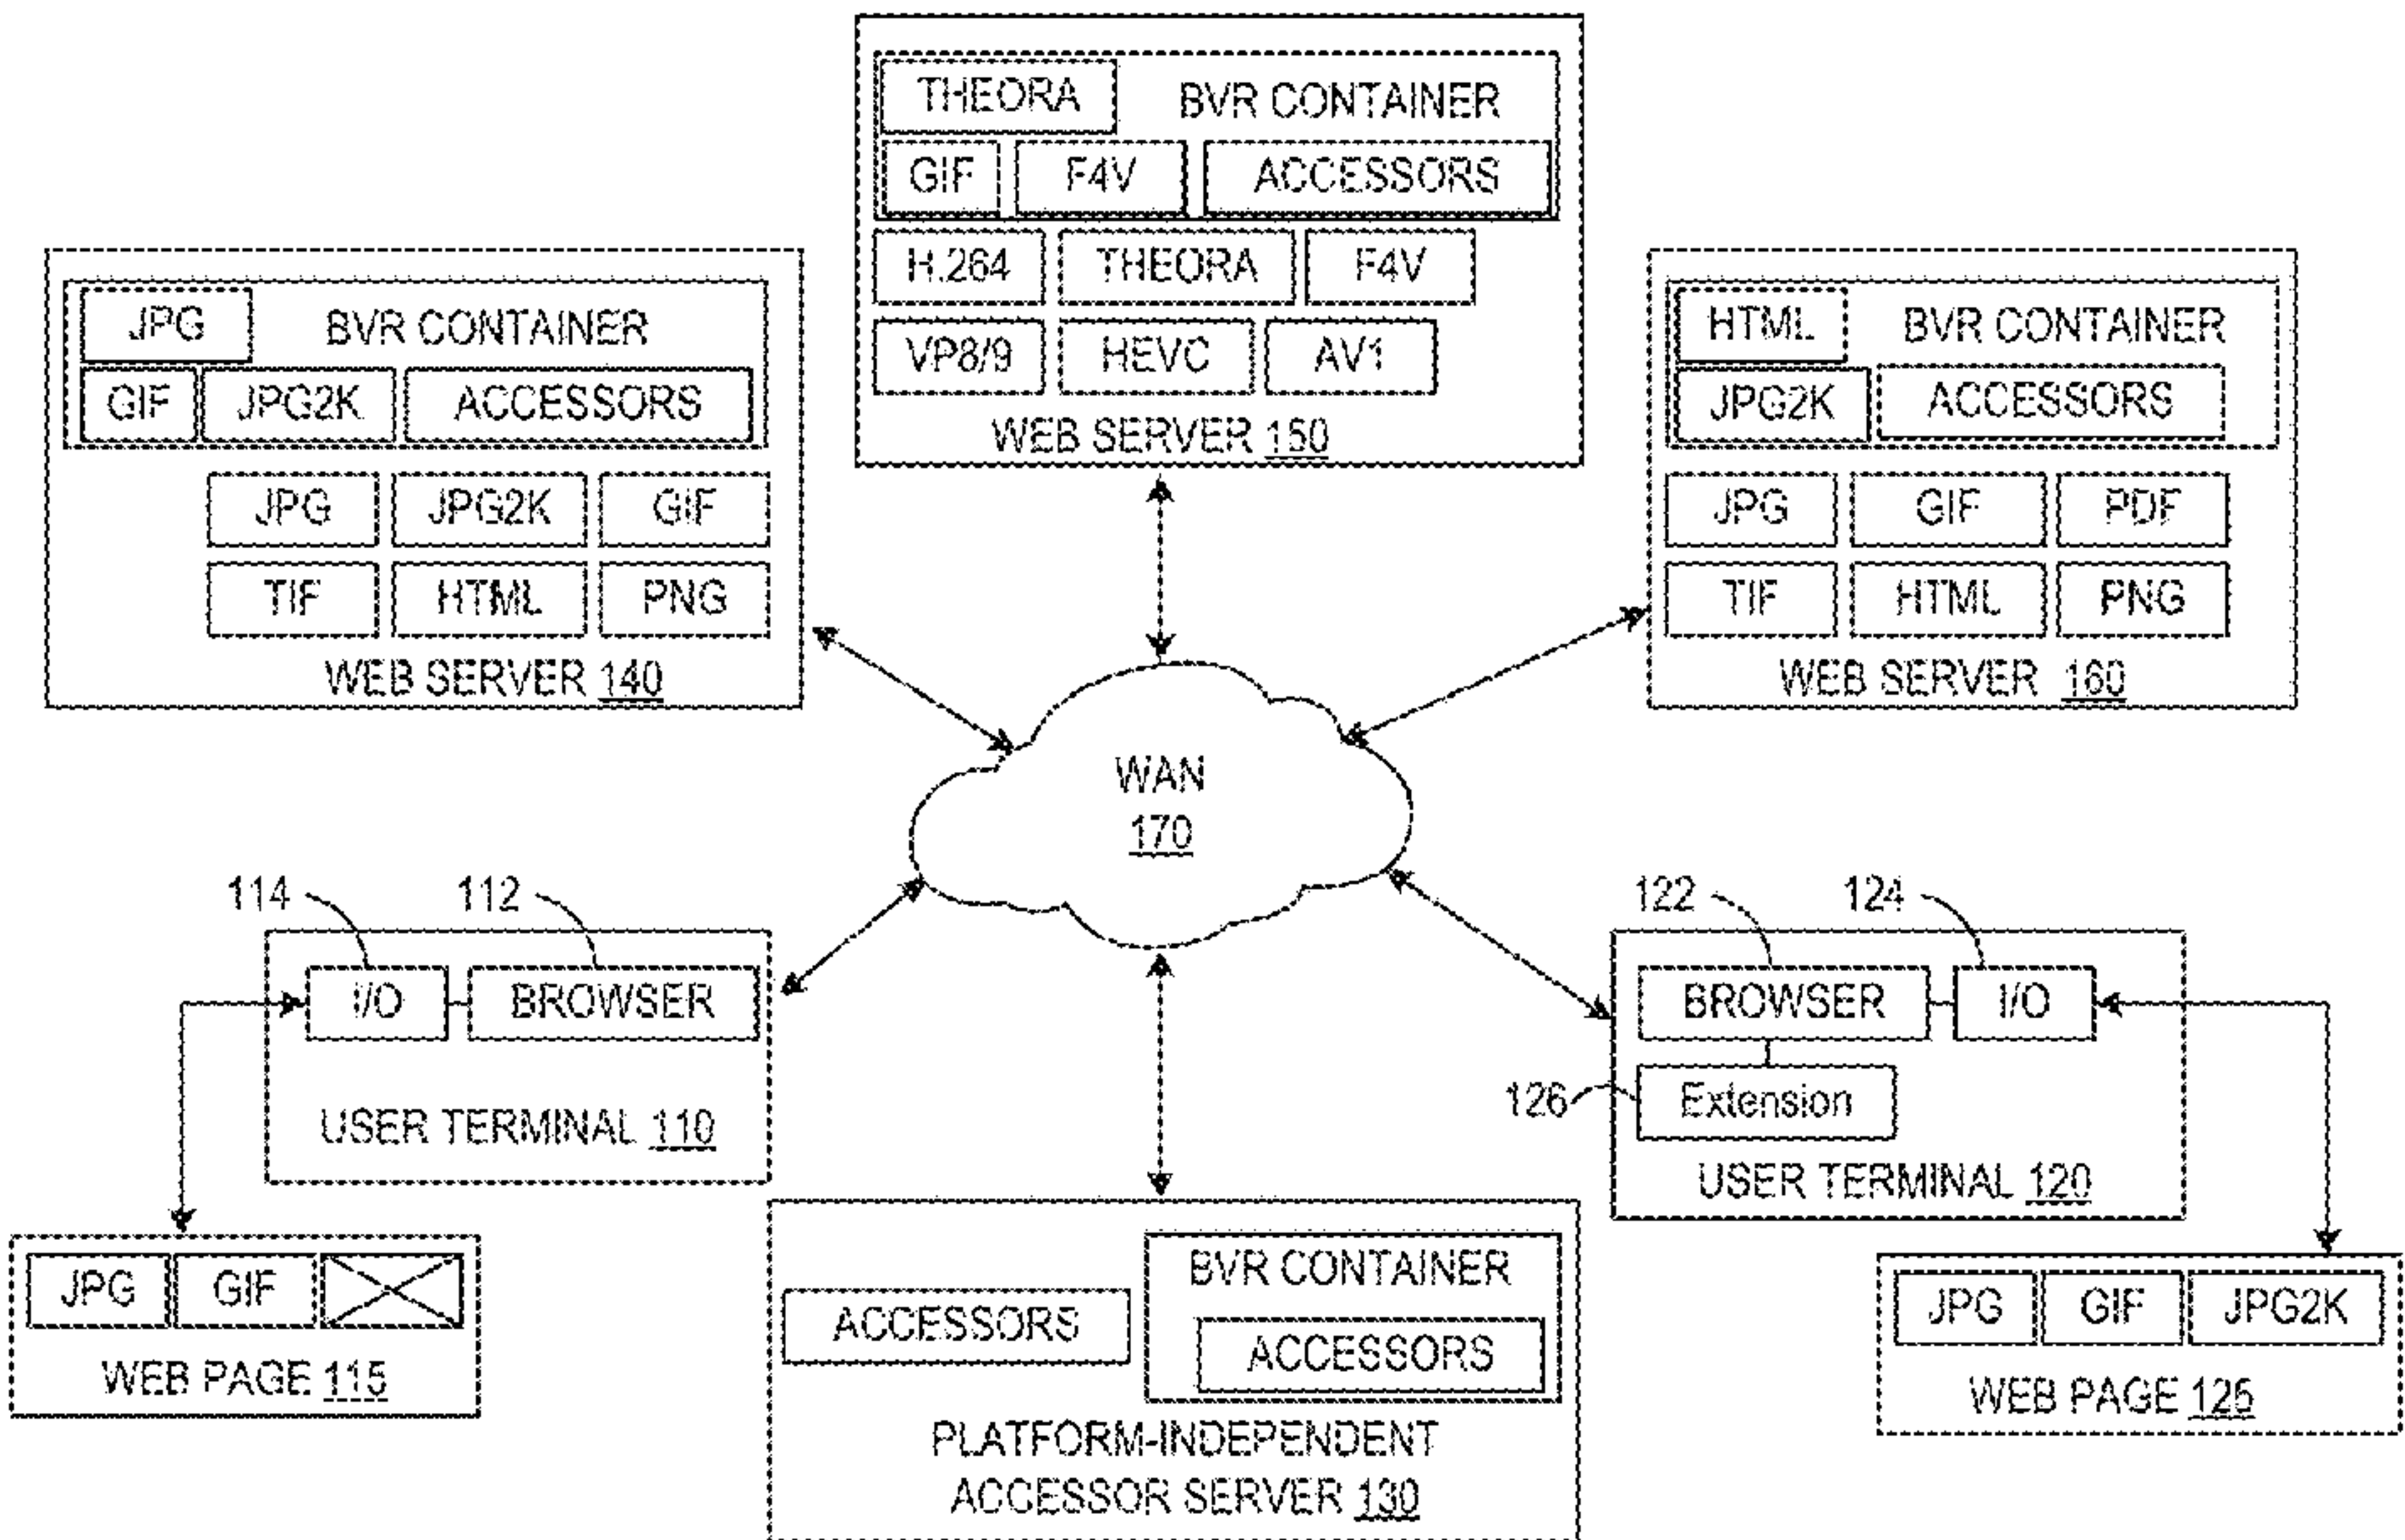 THEORA BVR CONTAINER
GIF F4V ACCESSORS
H.264 THEORA F4V
VP8/9 HEVC AV1
WEB SERVER 150
JPG BVR CONTAINER
GIF JPG2K ACCESSORS
JPG JPG2K GIF
TIF HTML PNG
WEB SERVER 140
HTML BVR CONTAINER
JPG2K ACCESSORS
JPG GIF PDF
TIF HTML PNG
WEB SERVER 160
WAN
170
114 112
I/O BROWSER
USER TERMINAL 110
122 124
BROWSER I/O
126 Extension
USER TERMINAL 120
JPG GIF
WEB PAGE 115
BVR CONTAINER
ACCESSORS ACCESSORS
PLATFORM-INDEPENDENT
ACCESSOR SERVER 130
JPG GIF JPG2K
WEB PAGE 125